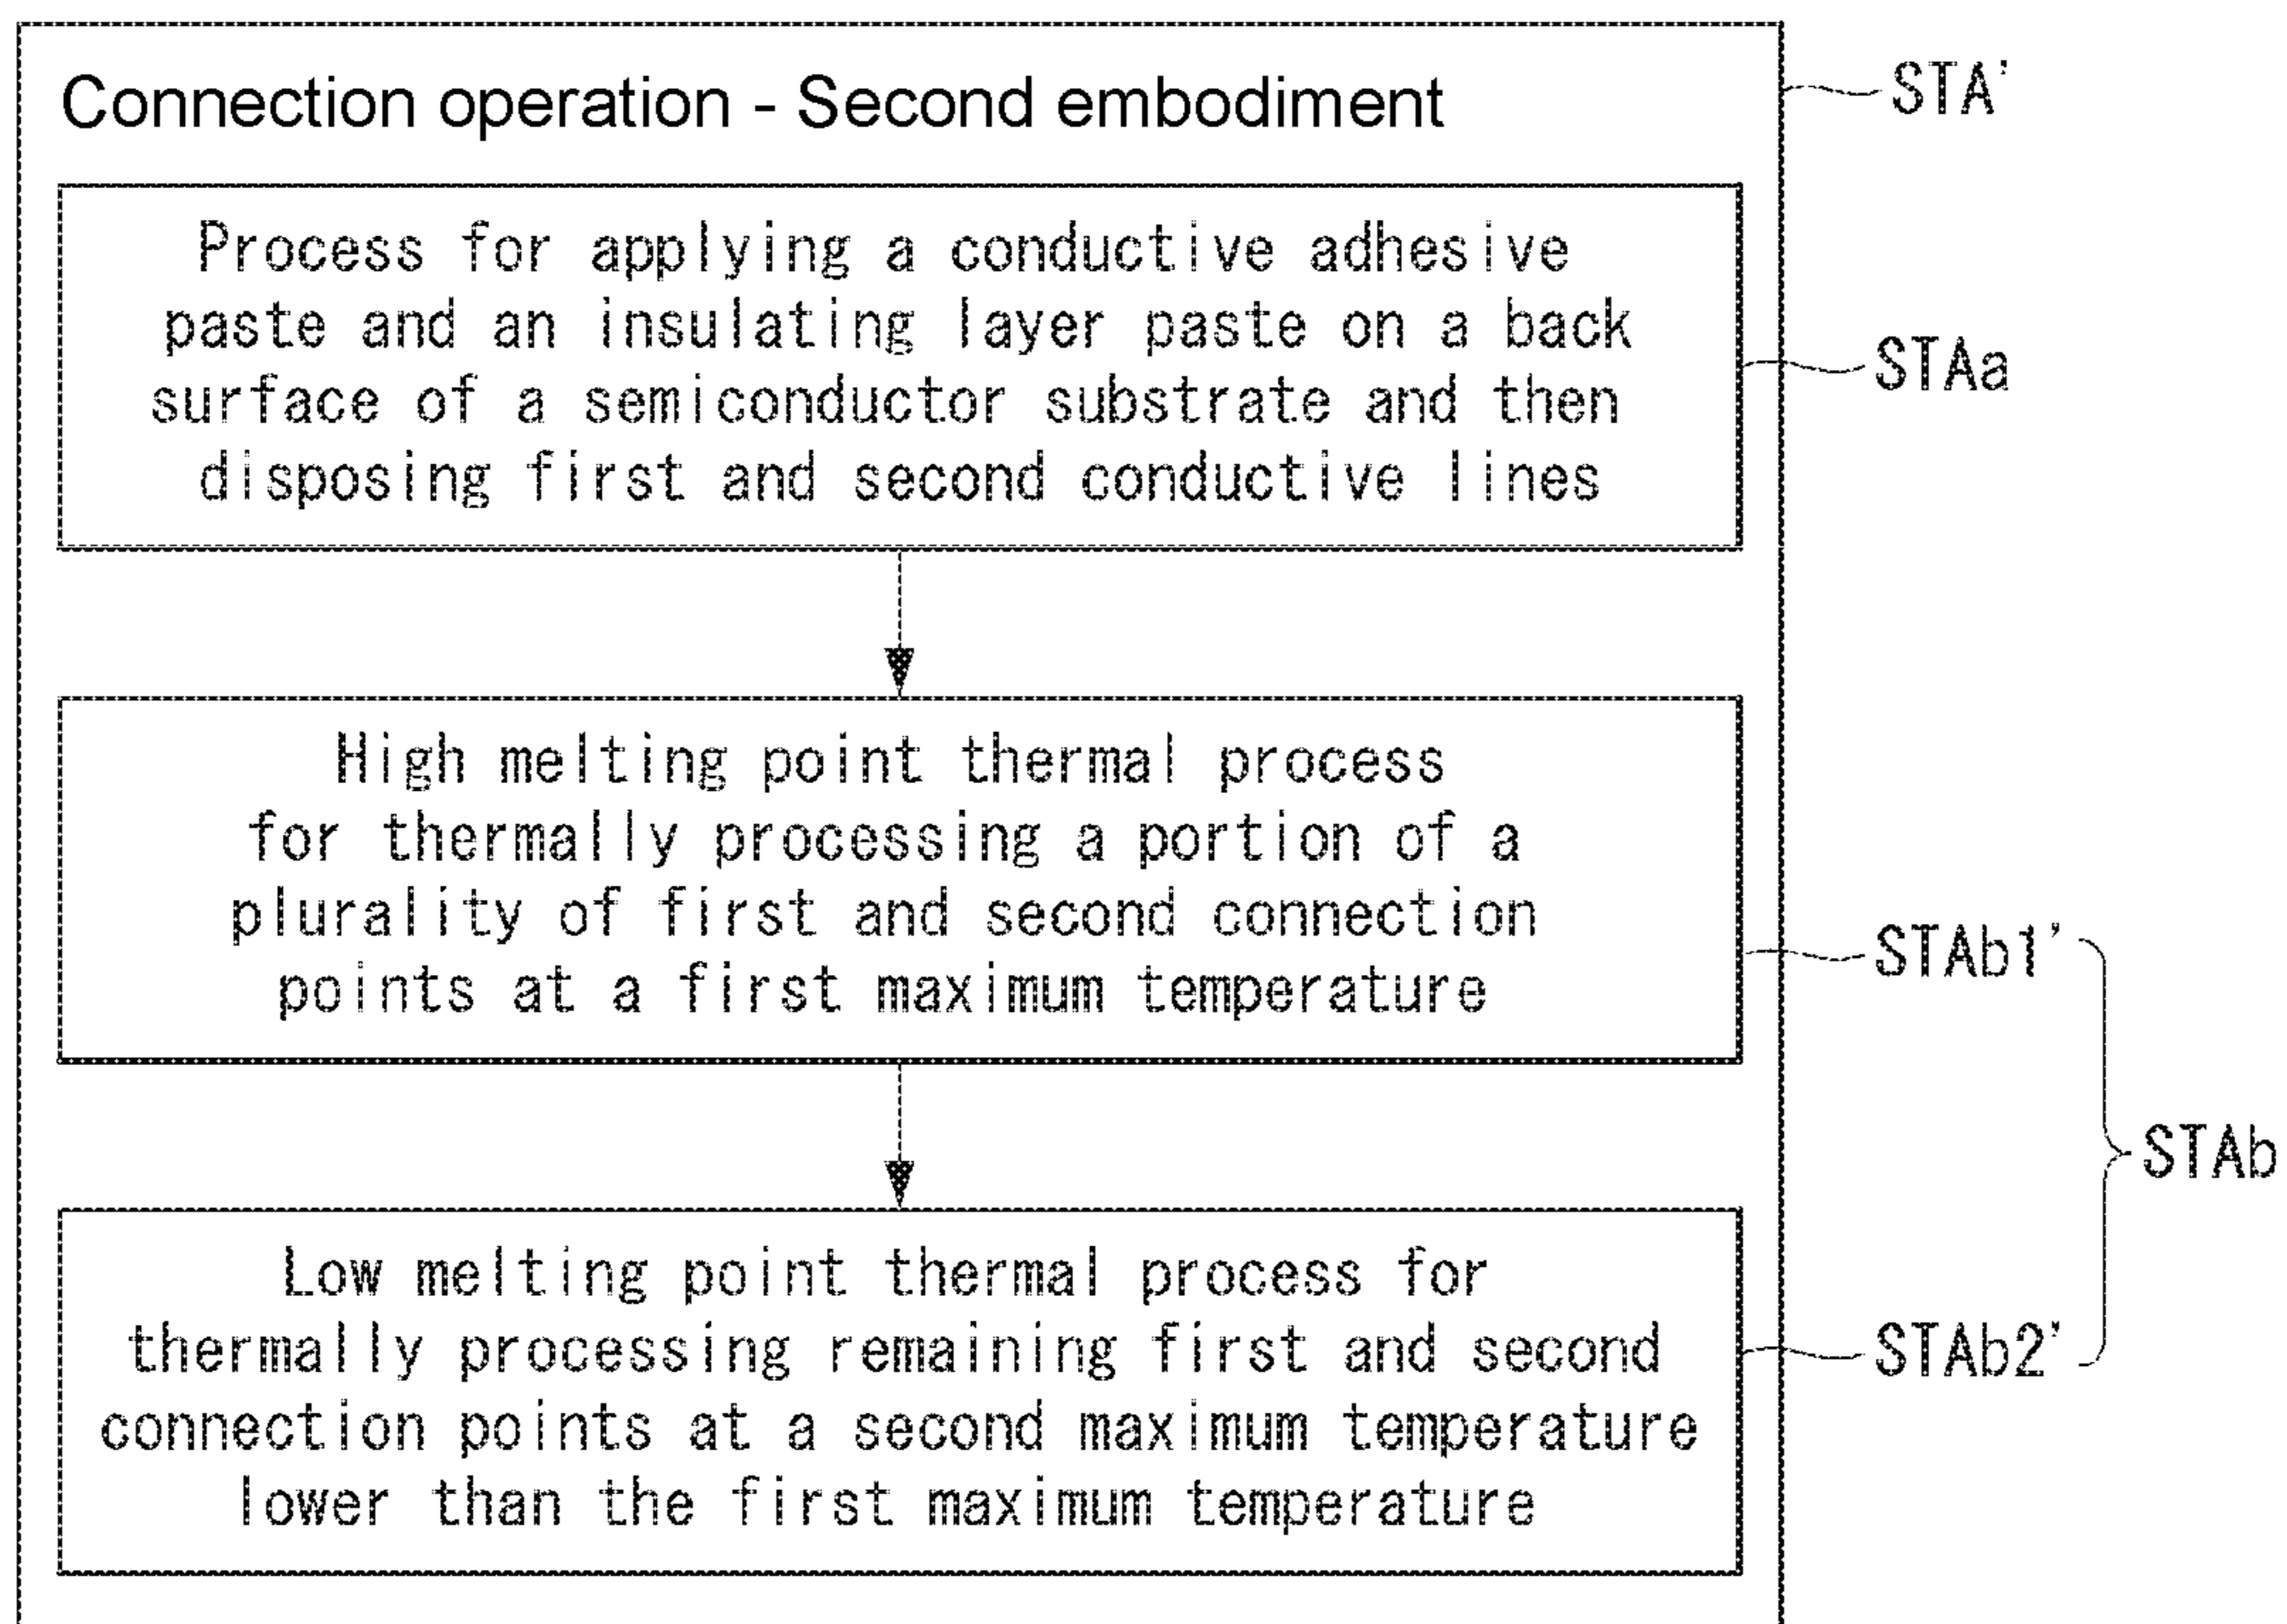 Connection operation - Second embodiment
STA'
Process for applying a conductive adhesive
paste and an insulating layer paste on a back
surface of a semiconductor substrate and then
disposing first and second conductive lines
STAa
High melting point thermal process
for thermally processing a portion of a
plurality of first and second connection
points at a first maximum temperature
STAb1'
STAb
Low melting point thermal process for
thermally processing remaining first and second
connection points at a second maximum temperature
lower than the first maximum temperature
STAb2'